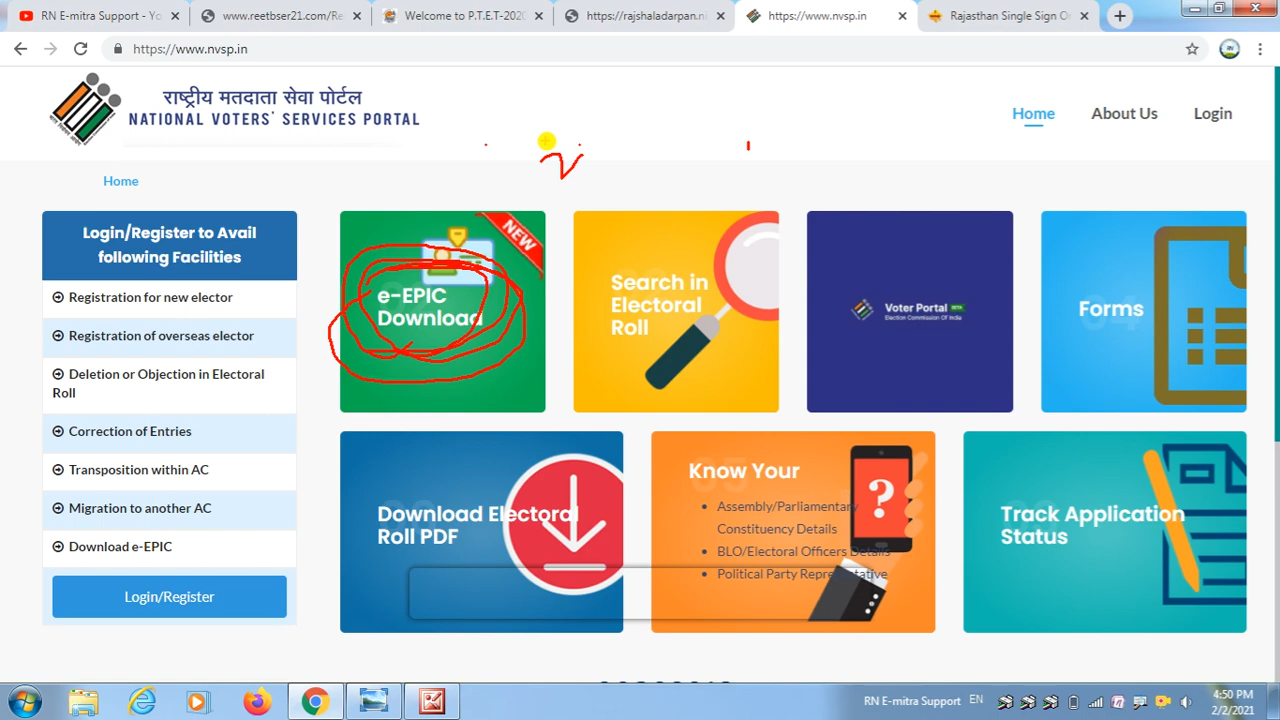 RN E-mitra Support - Yo
www.reetbser21.com/Re
Welcome to P.T.E.T-2020
https://rajshaladarpan.ni
https://www.nvsp.in
Rajasthan Single Sign O
https://www.nvsp.in
राष्ट्रीय मतदाता सेवा पोर्टल
NATIONAL VOTERS' SERVICES PORTAL
Home
About Us
Login
Home
Login/Register to Avail
following Facilities
Registration for new elector
Registration of overseas elector
Deletion or Objection in Electoral
Roll
Correction of Entries
Transposition within AC
Migration to another AC
Download e-EPIC
Login/Register
NEW
e-EPIC
Download
Search in
Electoral
Roll
Voter Portal BETA
Election Commission Of India
Forms
Download Electoral
Roll PDF
Know Your
Assembly/Parliamentary
Constituency Details
BLO/Electoral Officers Details
Political Party Representative
?
Track Application
Status
RN E-mitra Support
EN
4:50 PM
2/2/2021